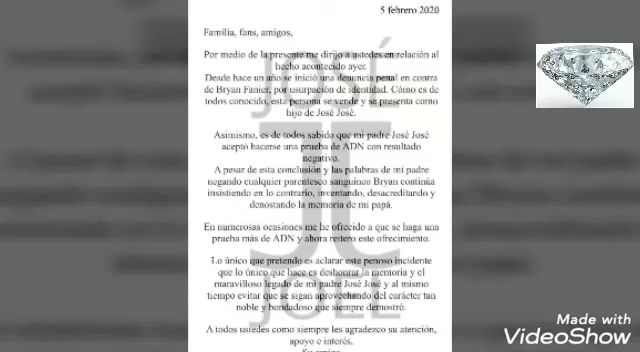 5 febrero 2020
Familia, fans, amigos,
Por medio de la presente me dirijo a ustedes en relación al
hecho acontecido ayer.
Desde hace un año se inició una denuncia penal en contra
de Bryan Fanier, por usurpación de identidad. Cómo es de
todos conocido, esta persona se vende y se presenta como
hijo de José José.
Asimismo, es de todos sabido que mi padre José José
aceptó hacerse una prueba de ADN con resultado
negativo.
A pesar de esta conclusión y las palabras de mi padre
negando cualquier parentesco sanguíneo Bryan continúa
insistiendo en lo contrario, inventando, desacreditando y
denostando la memoria de mi papá.
En numerosas ocasiones me he ofrecido a que se haga una
prueba más de ADN y ahora reitero este ofrecimiento.
Lo único que pretendo es aclarar este penoso incidente
que lo único que hace es deshonrar la memoria y el
maravilloso legado de mi padre José José y al mismo
tiempo evitar que se sigan aprovechando del carácter tan
noble y bondadoso que siempre demostró.
A todos ustedes como siempre les agradezco su atención,
apoyo e interés.
JOSÉ
JJ
JOEL
Made with
VideoShow